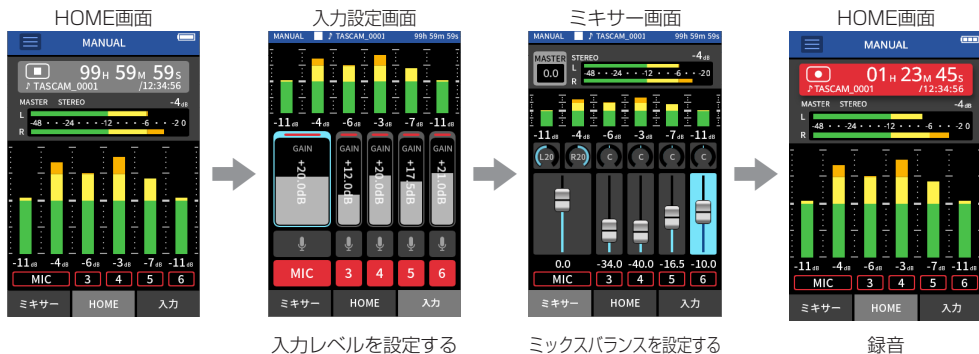 HOME画面
MANUAL
99H 59M 59S
♪ TASCAM_0001 /12:34:56
MASTER STEREO -4dB
L
-48 · · -24 · · · · -12 · · · -6 · · -2 0
R
-11dB -4dB -6dB -3dB -7dB -11dB
MIC 3 4 5 6
ミキサー HOME 入力
入力設定画面
MANUAL ♪ TASCAM_0001 99h 59m 59s
-11dB -4dB -6dB -3dB -7dB -11dB
GAIN GAIN GAIN GAIN GAIN
+20.0dB +12.0dB +20.0dB +17.5dB +21.0dB
MIC 3 4 5 6
ミキサー HOME 入力
入力レベルを設定する
ミキサー画面
MANUAL ♪ TASCAM_0001 99h 59m 59s
MASTER STEREO -4dB
0.0
L
-48 · · -24 · · -12 · · -6 · · -20
R
-11dB -4dB -6dB -3dB -7dB -11dB
L20 R20 C C C C
0.0 -34.0 -40.0 -16.5 -10.0
MIC 3 4 5 6
ミキサー HOME 入力
ミックスバランスを設定する
HOME画面
MANUAL
01H 23M 45S
♪ TASCAM_0001 /12:34:56
MASTER STEREO -4dB
L
-48 · · -24 · · · · -12 · · · -6 · · -2 0
R
-11dB -4dB -6dB -3dB -7dB -11dB
MIC 3 4 5 6
ミキサー HOME 入力
録音